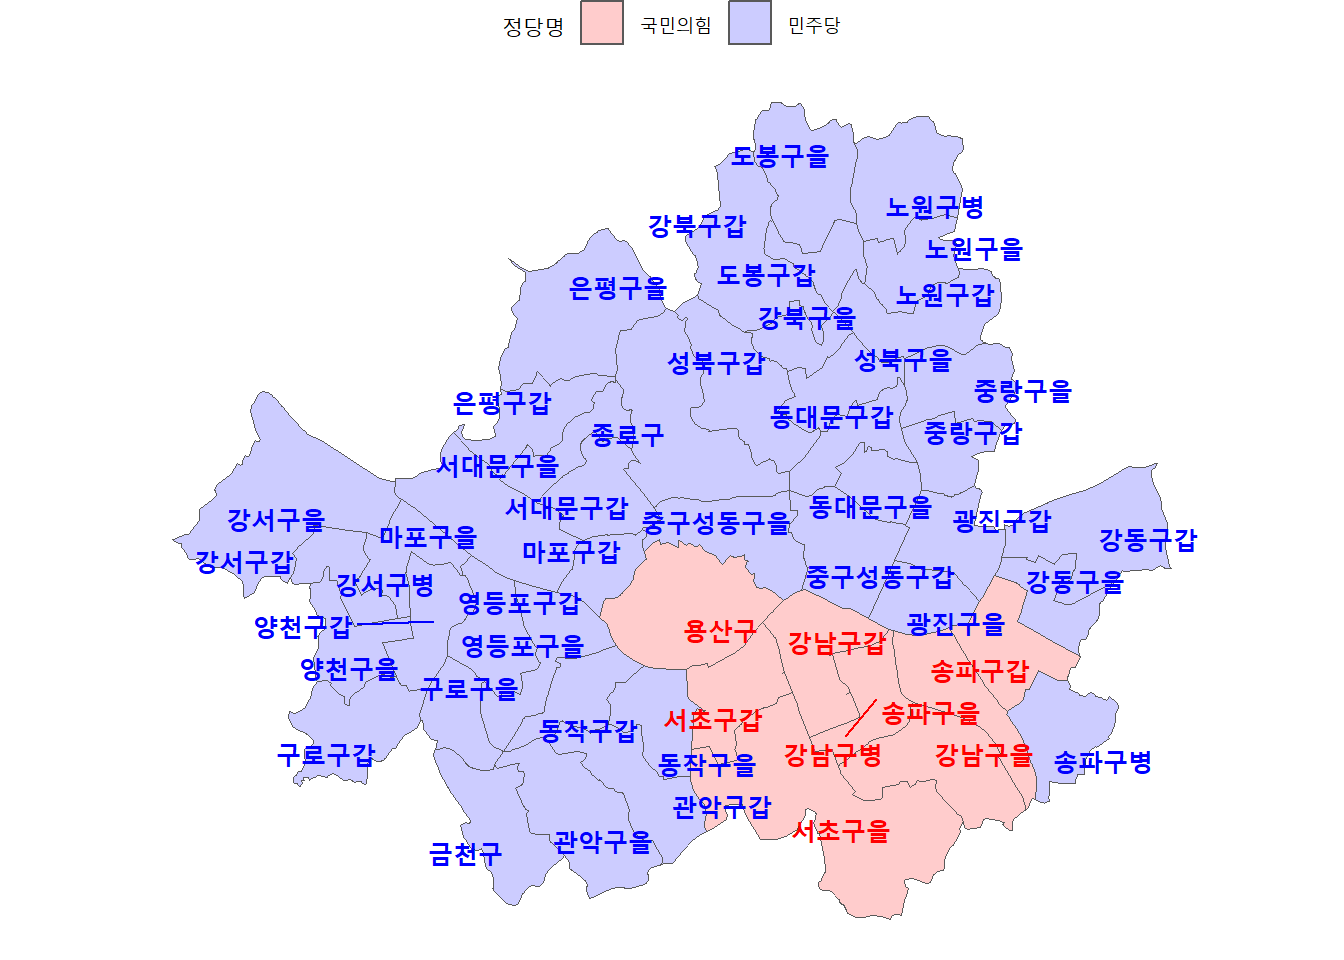 정당명 국민의힘 민주당
도봉구을
노원구병
강북구갑
노원구을
도봉구갑
은평구을
노원구갑
강북구을
성북구갑
성북구을
중랑구을
은평구갑
동대문구갑
중랑구갑
종로구
서대문구을
서대문구갑
동대문구을
강서구을
중구성동구을
광진구갑
마포구을
강동구갑
마포구갑
강서구갑
중구성동구갑
강동구을
강서구병
영등포구갑
양천구갑
광진구을
용산구
강남구갑
영등포구을
양천구을
송파구갑
구로구을
송파구을
서초구갑
동작구갑
구로구갑
강남구병
강남구을
동작구을
송파구병
관악구갑
서초구을
관악구을
금천구